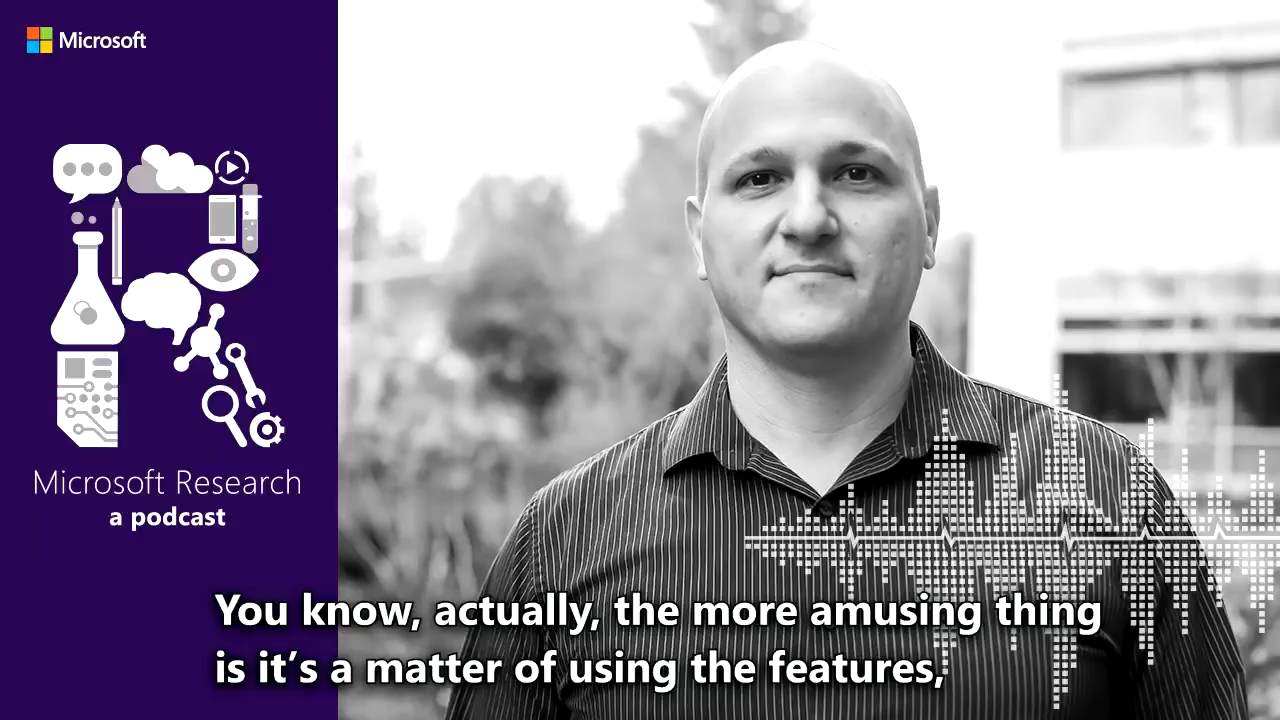 Microsoft
Microsoft Research
a podcast
You know, actually, the more amusing thing
is it’s a matter of using the features,